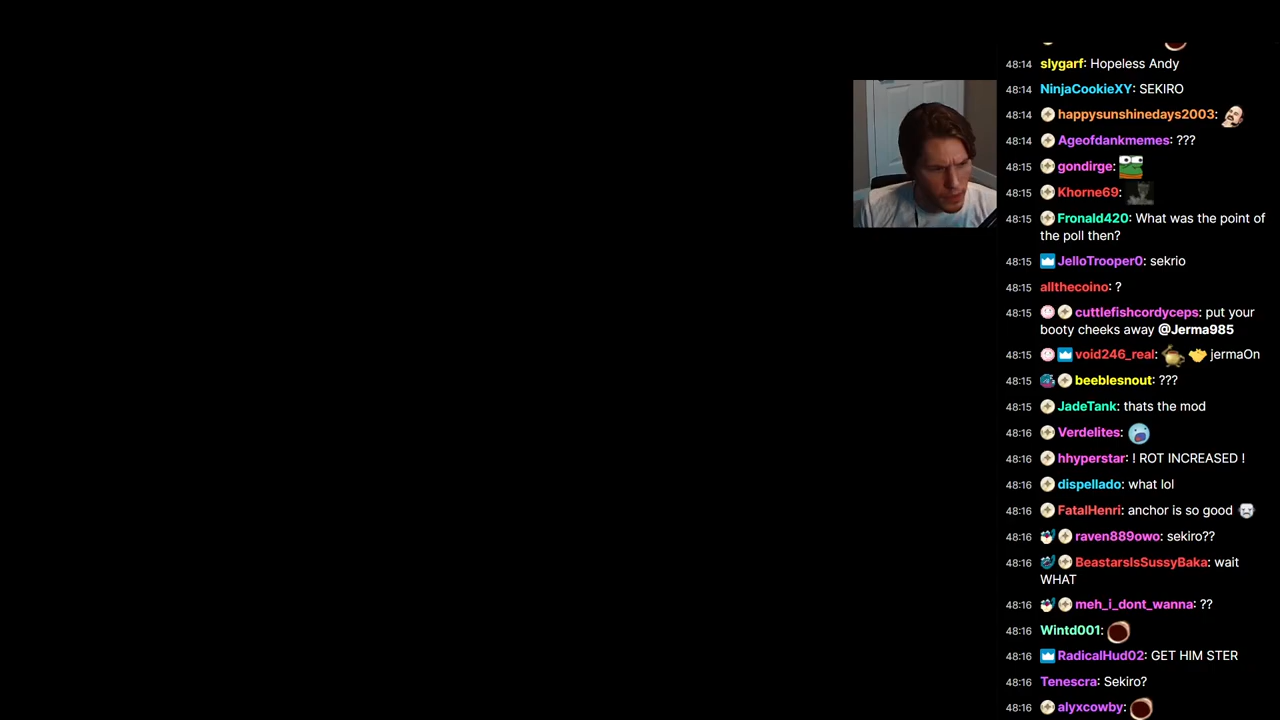 48:14 slygarf: Hopeless Andy
48:14 NinjaCookieXY: SEKIRO
48:14 happysunshinedays2003:
48:14 Ageofdankmemes: ???
48:15 gondirge:
48:15 Khorne69:
48:15 Fronald420: What was the point of
the poll then?
48:15 JelloTrooper0: sekrio
48:15 allthecoino: ?
48:15 cuttlefishcordyceps: put your
booty cheeks away @Jerma985
48:15 void246_real: jermaOn
48:15 beeblesnout: ???
48:15 JadeTank: thats the mod
48:16 Verdelites:
48:16 hhyperstar: ! ROT INCREASED !
48:16 dispellado: what lol
48:16 FatalHenri: anchor is so good
48:16 raven889owo: sekiro??
48:16 BeastarsIsSussyBaka: wait
WHAT
48:16 meh_i_dont_wanna: ??
48:16 Wintd001:
48:16 RadicalHud02: GET HIM STER
48:16 Tenescra: Sekiro?
48:16 alyxcowby: